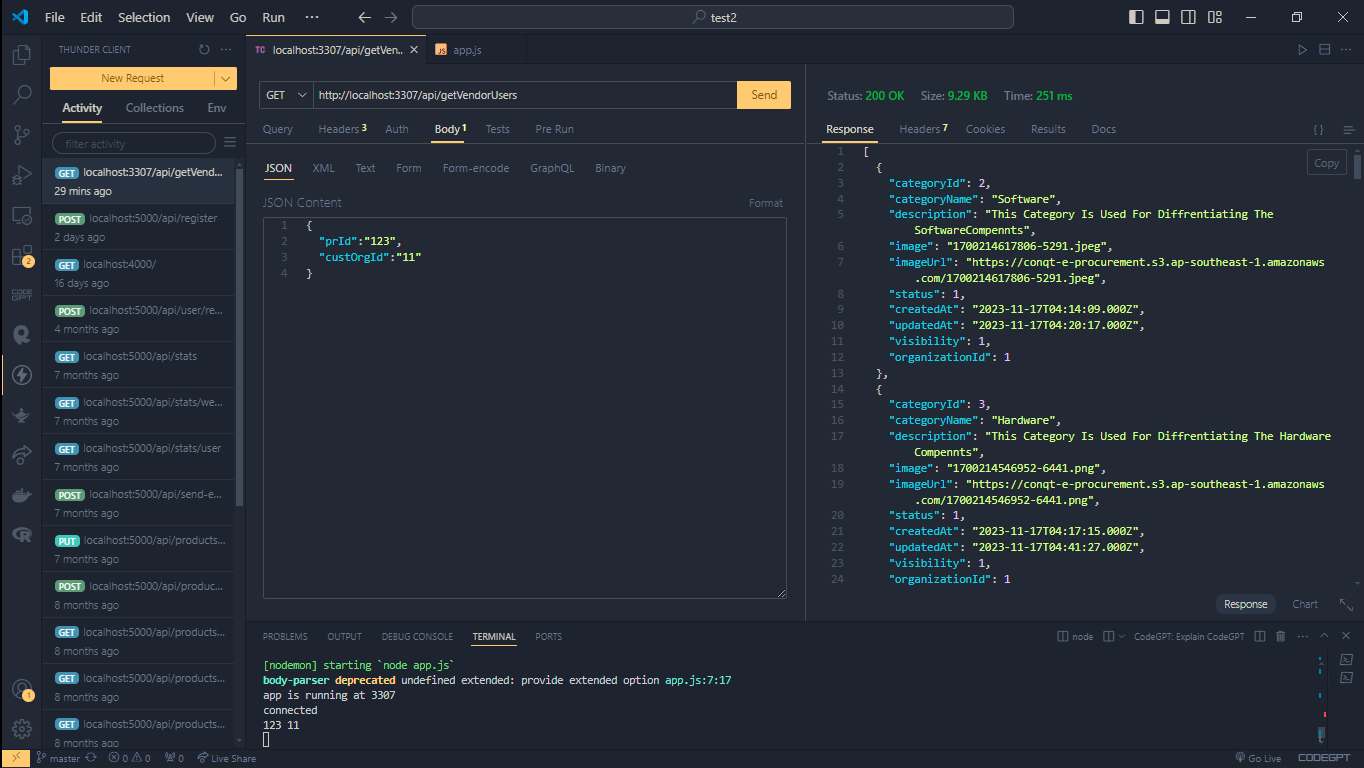 File Edit Selection View Go Run ··· test2
THUNDER CLIENT
New Request
Activity Collections Env
filter activity
GET localhost:3307/api/getVend...
29 mins ago
POST localhost:5000/api/register
2 days ago
GET localhost:4000/
16 days ago
POST localhost:5000/api/user/re...
4 months ago
GET localhost:5000/api/stats
7 months ago
GET localhost:5000/api/stats/we...
7 months ago
GET localhost:5000/api/stats/user
7 months ago
POST localhost:5000/api/send-e...
7 months ago
PUT localhost:5000/api/products...
7 months ago
POST localhost:5000/api/produc...
8 months ago
GET localhost:5000/api/products...
8 months ago
GET localhost:5000/api/products...
8 months ago
GET localhost:5000/api/products...
8 months ago
2
CODE
GPT
1
TC localhost:3307/api/getVen.. JS app.js
GET http://localhost:3307/api/getVendorUsers Send
Query Headers 3 Auth Body 1 Tests Pre Run
JSON XML Text Form Form-encode GraphQL Binary
JSON Content Format
1 {
2 "prId":"123",
3 "custOrgId":"11"
4 }
Status: 200 OK Size: 9.29 KB Time: 251 ms
Response Headers 7 Cookies Results Docs { }
Copy
1 [
2 {
3 "categoryId": 2,
4 "categoryName": "Software",
5 "description": "This Category Is Used For Diffrentiating The
SoftwareCompennts",
6 "image": "1700214617806-5291.jpeg",
7 "imageUrl": "https://conqt-e-procurement.s3.ap-southeast-1.amazonaws
.com/1700214617806-5291.jpeg",
8 "status": 1,
9 "createdAt": "2023-11-17T04:14:09.000Z",
10 "updatedAt": "2023-11-17T04:20:17.000Z",
11 "visibility": 1,
12 "organizationId": 1
13 },
14 {
15 "categoryId": 3,
16 "categoryName": "Hardware",
17 "description": "This Category Is Used For Diffrentiating The Hardware
Compennts",
18 "image": "1700214546952-6441.png",
19 "imageUrl": "https://conqt-e-procurement.s3.ap-southeast-1.amazonaws
.com/1700214546952-6441.png",
20 "status": 1,
21 "createdAt": "2023-11-17T04:17:15.000Z",
22 "updatedAt": "2023-11-17T04:41:27.000Z",
23 "visibility": 1,
24 "organizationId": 1
Response Chart
PROBLEMS OUTPUT DEBUG CONSOLE TERMINAL PORTS node CodeGPT: Explain CodeGPT
[nodemon] starting `node app.js`
body-parser deprecated undefined extended: provide extended option app.js:7:17
app is running at 3307
connected
123 11
master 0 0 0 Live Share Go Live CODEGPT